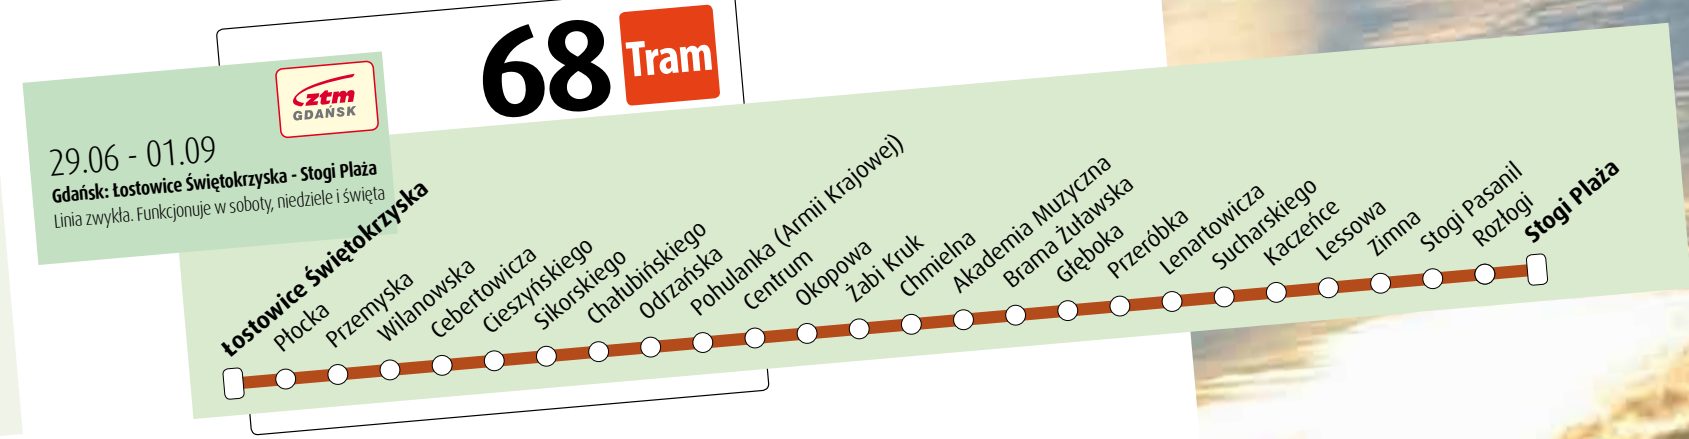 68 Tram
ztm
GDAŃSK
29.06 - 01.09
Gdańsk: Łostowice Świętokrzyska - Stogi Plaża
Linia zwykła. Funkcjonuje w soboty, niedziele i święta
Łostowice Świętokrzyska
Płocka
Przemyska
Wilanowska
Cebertowicza
Cieszyńskiego
Sikorskiego
Chałubińskiego
Odrzańska
Pohulanka (Armii Krajowej))
Centrum
Okopowa
Żabi Kruk
Chmielna
Akademia Muzyczna
Brama Żuławska
Głęboka
Przeróbka
Lenartowicza
Sucharskiego
Kaczeńce
Lessowa
Zimna
Stogi Pasanil
Rozłogi
Stogi Plaża